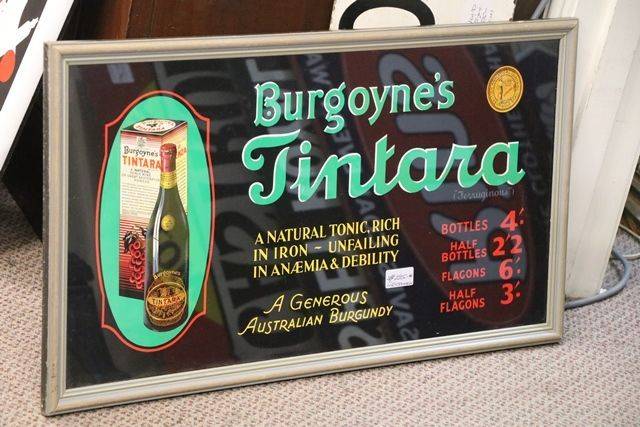 Burgoyne's
Tintara
(Ferruginous)
A NATURAL TONIC, RICH
IN IRON ~ UNFAILING
IN ANÆMIA & DEBILITY
A GENEROUS
AUSTRALIAN BURGUNDY
BOTTLES 4/-
HALF BOTTLES 2/2
FLAGONS 6/-
HALF FLAGONS 3/-
Burgoyne's
TINTARA
A NATURAL
Burgoyne's
TINTARA